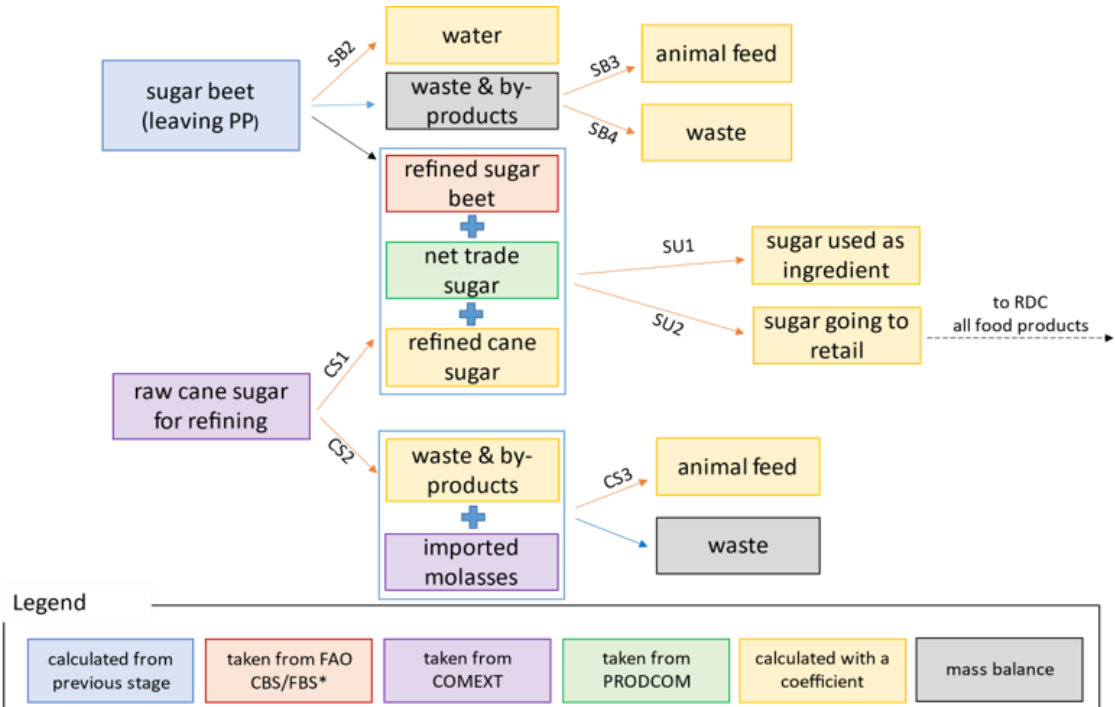 water
SB2
sugar beet
(leaving PP)
waste & by-
products
SB3
animal feed
SB4
waste
refined sugar
beet
net trade
sugar
refined cane
sugar
SU1
sugar used as
ingredient
SU2
sugar going to
retail
to RDC
all food products
raw cane sugar
for refining
CS1
CS2
waste & by-
products
imported
molasses
CS3
animal feed
waste
Legend
calculated from
previous stage
taken from FAO
CBS/FBS*
taken from
COMEXT
taken from
PRODCOM
calculated with a
coefficient
mass balance